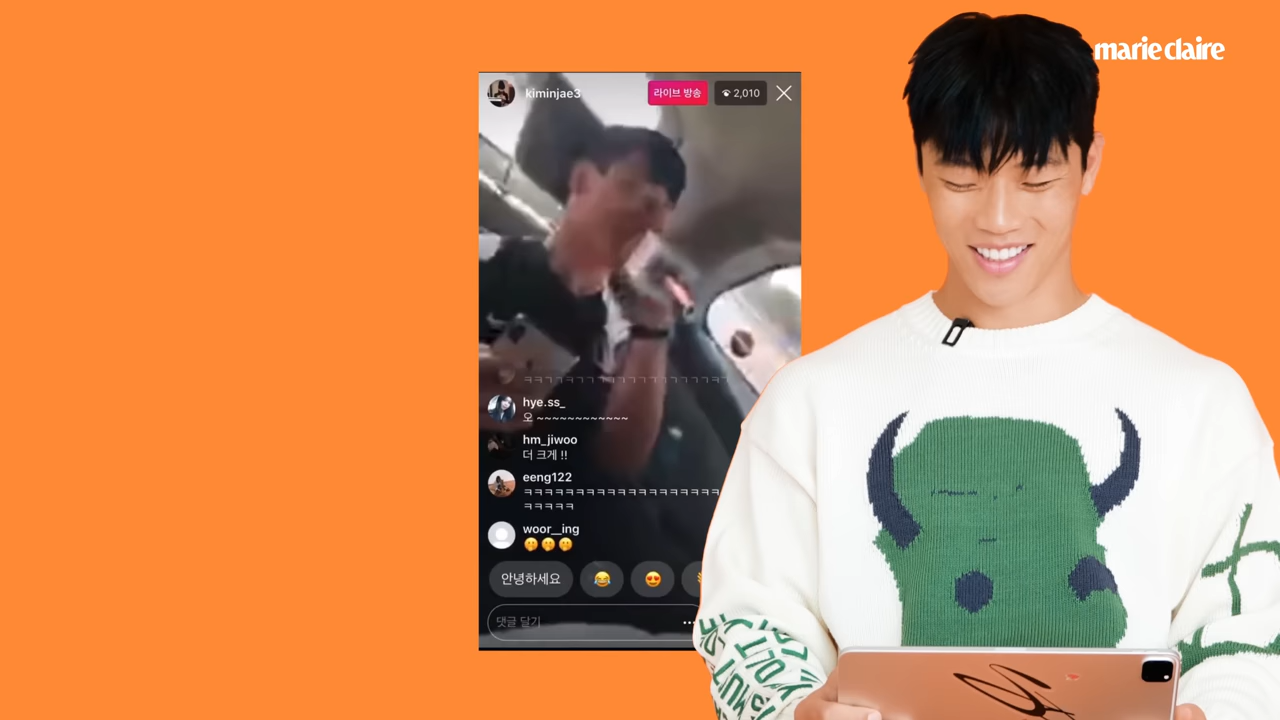 marie claire
kiminjae3
라이브 방송
2,010
hye.ss_
오 ~~~~~~~~~~~~
hm_jiwoo
더 크게 !!
eeng122
ㅋㅋㅋㅋㅋㅋㅋㅋㅋㅋㅋㅋㅋㅋㅋㅋㅋㅋㅋ
ㅋㅋㅋㅋㅋ
woor__ing
안녕하세요
댓글 달기